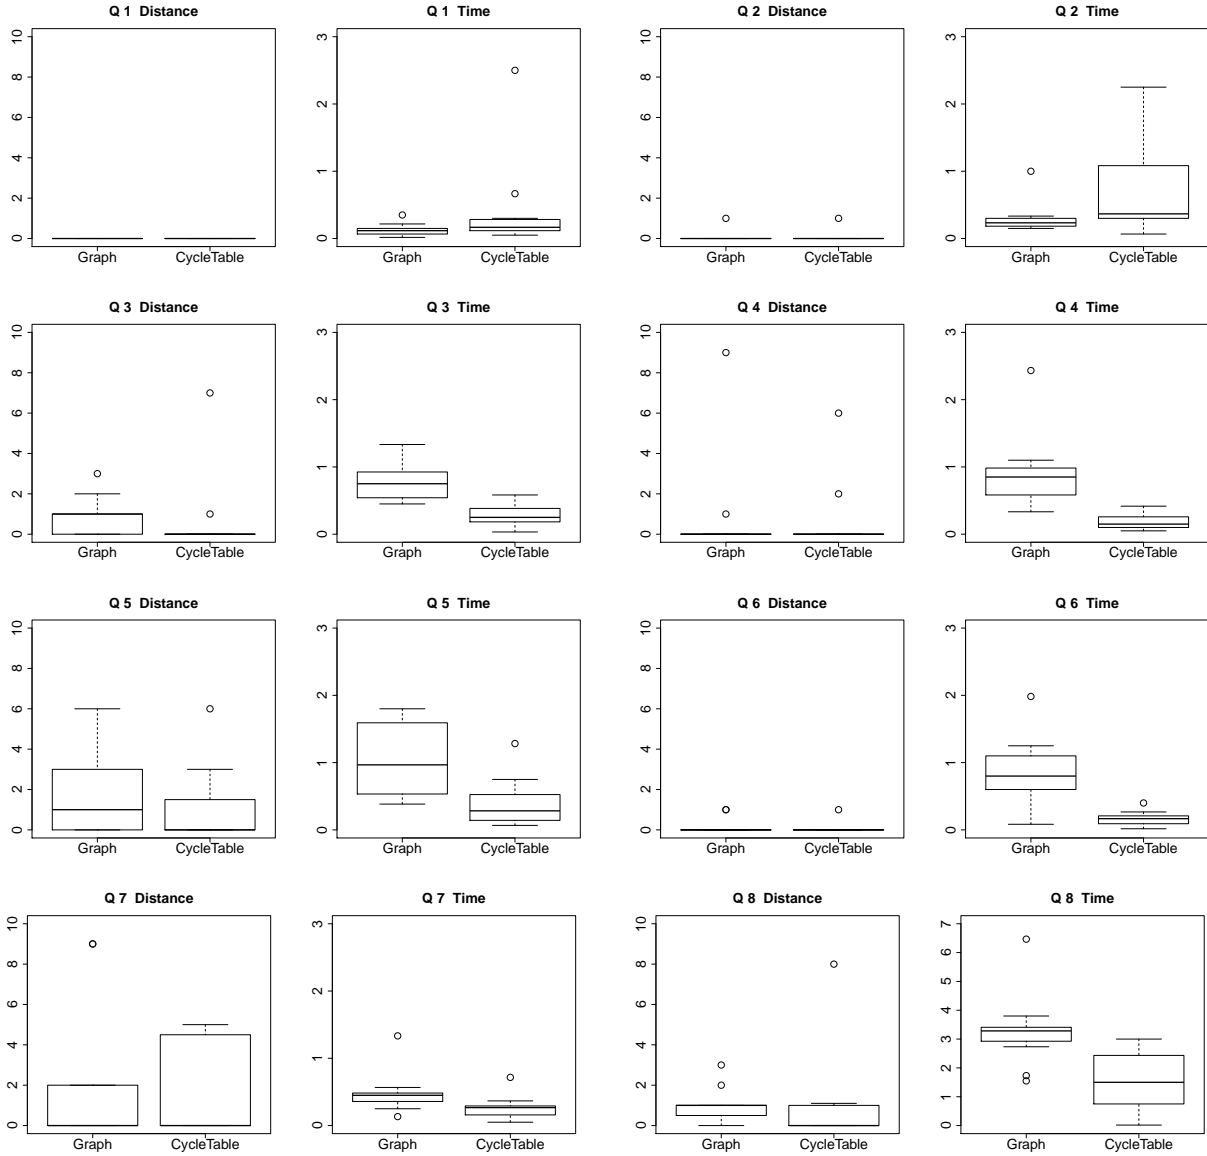 Q 1 Distance
Q 1 Time
Q 2 Distance
Q 2 Time
0 2 4 6 8 10
0 1 2 3
0 2 4 6 8 10
0 1 2 3
Graph CycleTable
Graph CycleTable
Graph CycleTable
Graph CycleTable
Q 3 Distance
Q 3 Time
Q 4 Distance
Q 4 Time
0 2 4 6 8 10
0 1 2 3
0 2 4 6 8 10
0 1 2 3
Graph CycleTable
Graph CycleTable
Graph CycleTable
Graph CycleTable
Q 5 Distance
Q 5 Time
Q 6 Distance
Q 6 Time
0 2 4 6 8 10
0 1 2 3
0 2 4 6 8 10
0 1 2 3
Graph CycleTable
Graph CycleTable
Graph CycleTable
Graph CycleTable
Q 7 Distance
Q 7 Time
Q 8 Distance
Q 8 Time
0 2 4 6 8 10
0 1 2 3
0 2 4 6 8 10
0 1 2 3 4 5 6 7
Graph CycleTable
Graph CycleTable
Graph CycleTable
Graph CycleTable